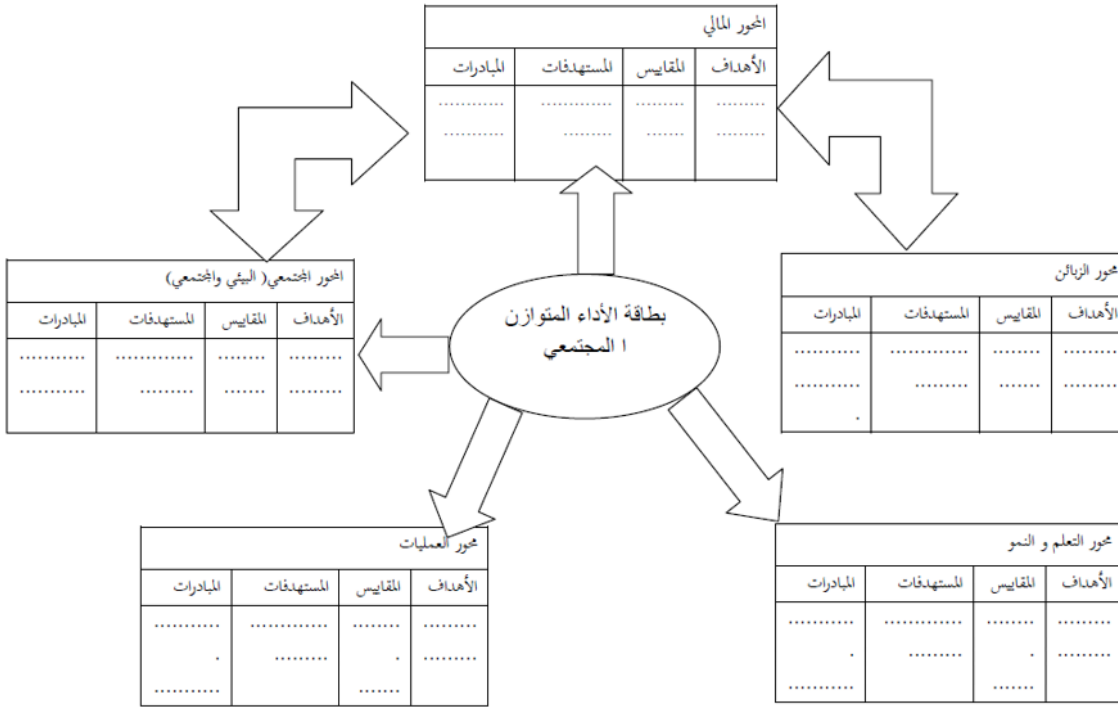 المحور المالي
الأهداف المقاييس المستهدفات المبادرات
........... ....... ............ ...........
........... ....... ........ ...........
المحور المجتمعي( البيئي والمجتمعي)
الأهداف المقاييس المستهدفات المبادرات
......... ........ ............. ...........
......... ....... ......... ...........
بطاقة الأداء المتوازن
ا المجتمعي
محور الزبائن
الأهداف المقاييس المستهدفات المبادرات
......... ........ ............. ...........
......... ....... ......... ...........
.
محور العمليات
الأهداف المقاييس المستهدفات المبادرات
......... ........ ............. ...........
......... . ......... .
....... ...........
محور التعلم و النمو
الأهداف المقاييس المستهدفات المبادرات
......... ........ ............. ...........
......... . ......... .
....... ...........